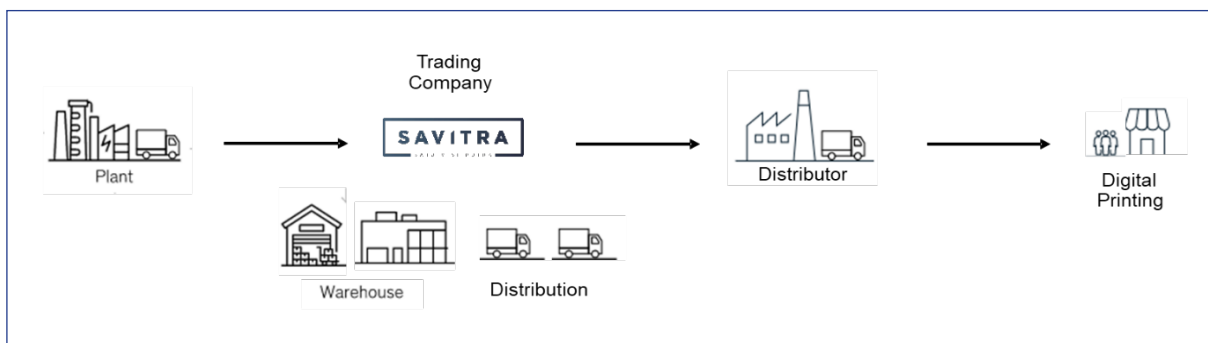 Trading
Company
SAVITRA
Plant
Distributor
Digital
Printing
Warehouse
Distribution